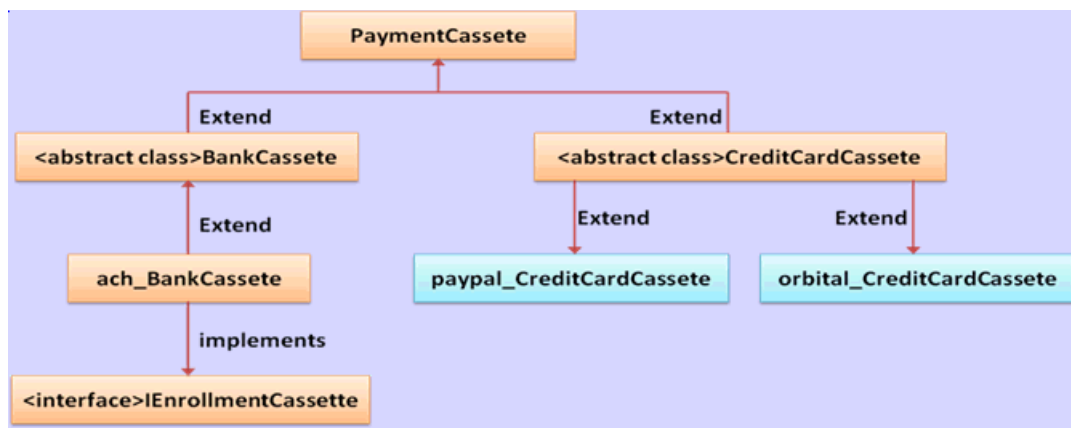 PaymentCassete
Extend
Extend
<abstract class>BankCassete
<abstract class>CreditCardCassete
Extend
Extend
Extend
ach_BankCassete
paypal_CreditCardCassete
orbital_CreditCardCassete
implements
<interface>IEnrollmentCassette